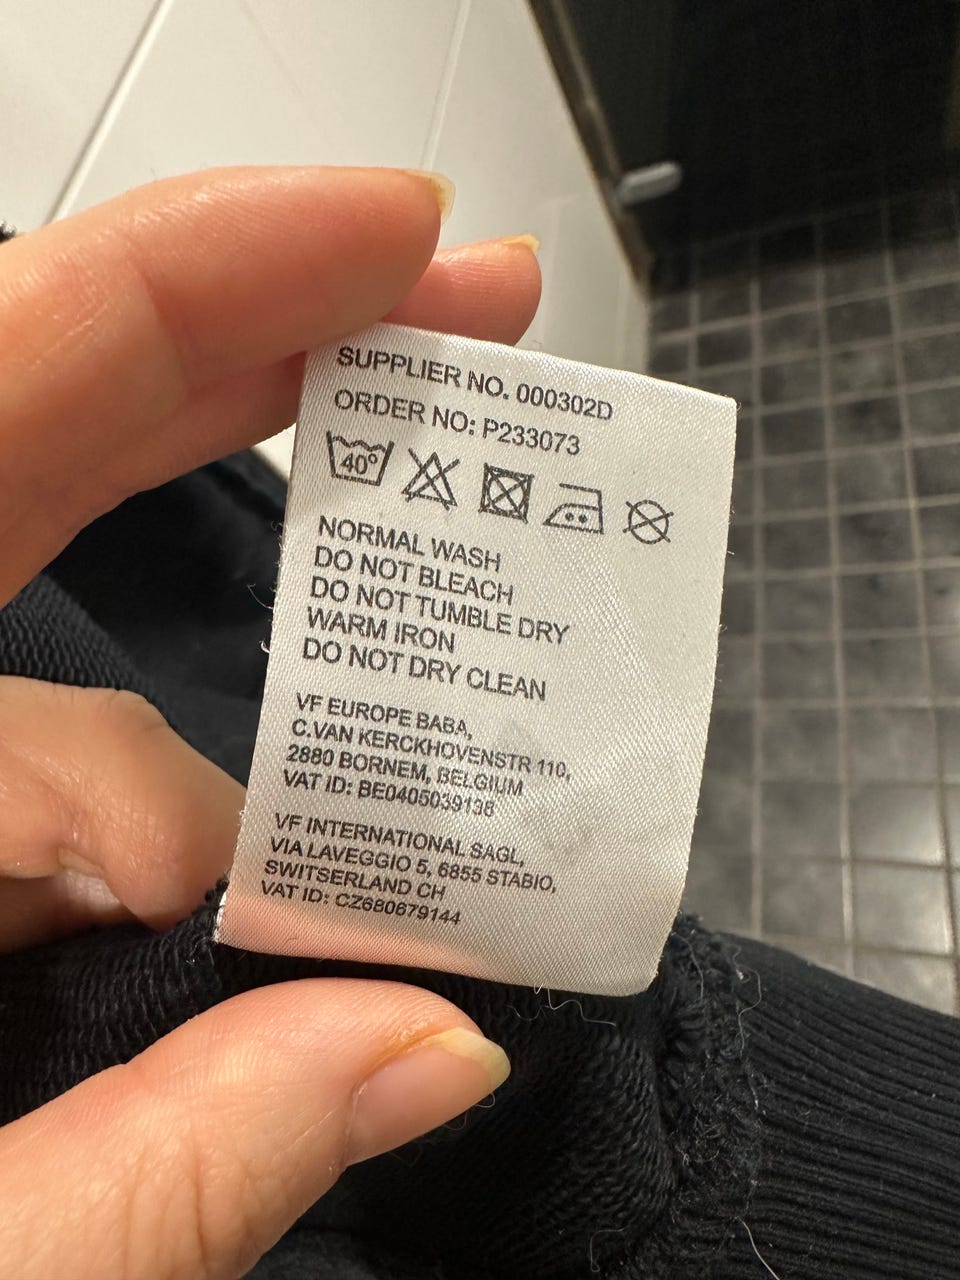 SUPPLIER NO. 000302D
ORDER NO: P233073
40°
NORMAL WASH
DO NOT BLEACH
DO NOT TUMBLE DRY
WARM IRON
DO NOT DRY CLEAN
VF EUROPE BABA,
C.VAN KERCKHOVENSTR 110,
2880 BORNEM, BELGIUM
VAT ID: BE0405039138
VF INTERNATIONAL SAGL,
VIA LAVEGGIO 5, 6855 STABIO,
SWITSERLAND CH
VAT ID: CZ680679144